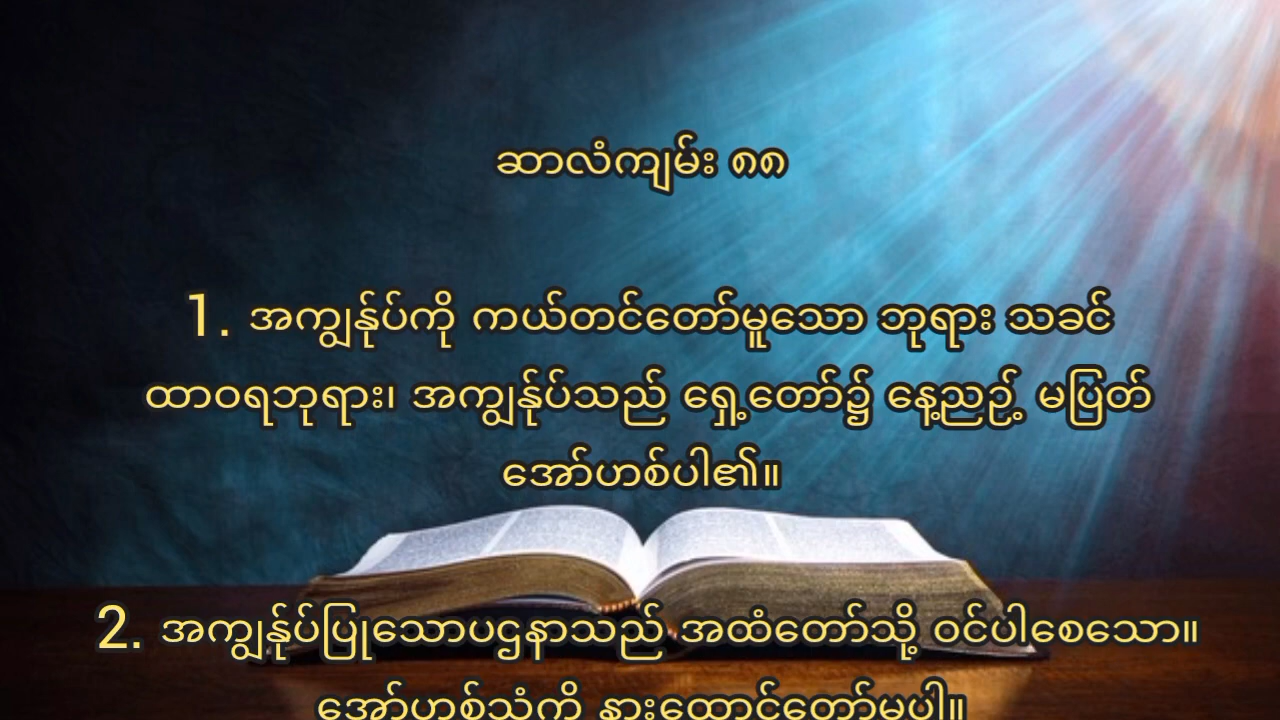 ဆာလံကျမ်း ၈၈
1. အကျွန်ုပ်ကို ကယ်တင်တော်မူသော ဘုရား သခင်
ထာဝရဘုရား၊ အကျွန်ုပ်သည် ရှေ့တော်၌ နေ့ညဉ့် မပြတ်
အော်ဟစ်ပါ၏။
2. အကျွန်ုပ်ပြုသောပဌနာသည် အထံတော်သို့ ဝင်ပါစေသော။
အော်ဟစ်သံကို နားထောင်တော်မူပါ။